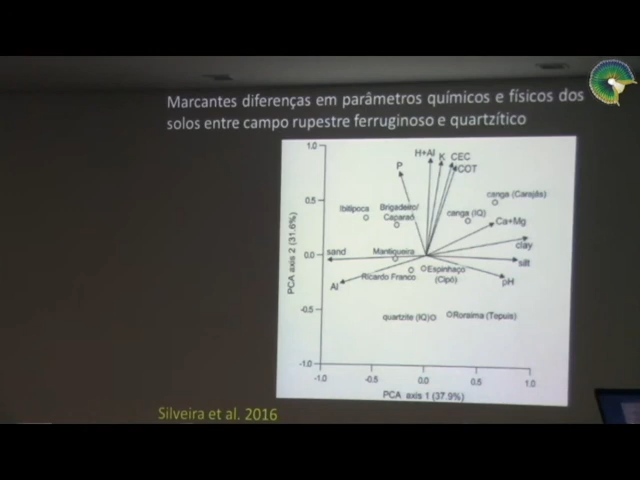 Marcantes diferenças em parâmetros químicos e físicos dos
solos entre campo rupestre ferruginoso e quartzítico
1.0
0.5
0.0
-0.5
-1.0
PCA axis 2 (31.6%)
P
H+Al
K
CEC
COT
canga (Carajás)
Ibitipoca
Brigadeiro/
Caparaó
canga (IQ)
Ca+Mg
clay
sand
Mantiqueira
silt
Al
Ricardo Franco
Espinhaço
(Cipó)
pH
quartzite (IQ)
Roraima (Tepuis)
-1.0
-0.5
0.0
0.5
1.0
PCA axis 1 (37.9%)
Silveira et al. 2016